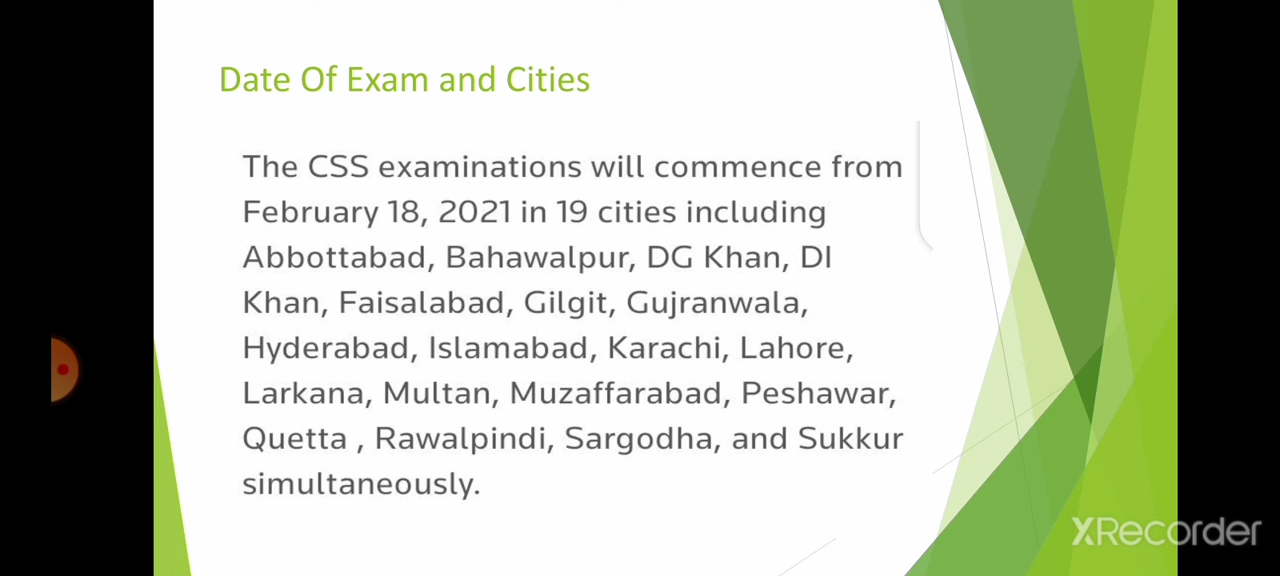 Date Of Exam and Cities
The CSS examinations will commence from
February 18, 2021 in 19 cities including
Abbottabad, Bahawalpur, DG Khan, DI
Khan, Faisalabad, Gilgit, Gujranwala,
Hyderabad, Islamabad, Karachi, Lahore,
Larkana, Multan, Muzaffarabad, Peshawar,
Quetta , Rawalpindi, Sargodha, and Sukkur
simultaneously.
XRecorder